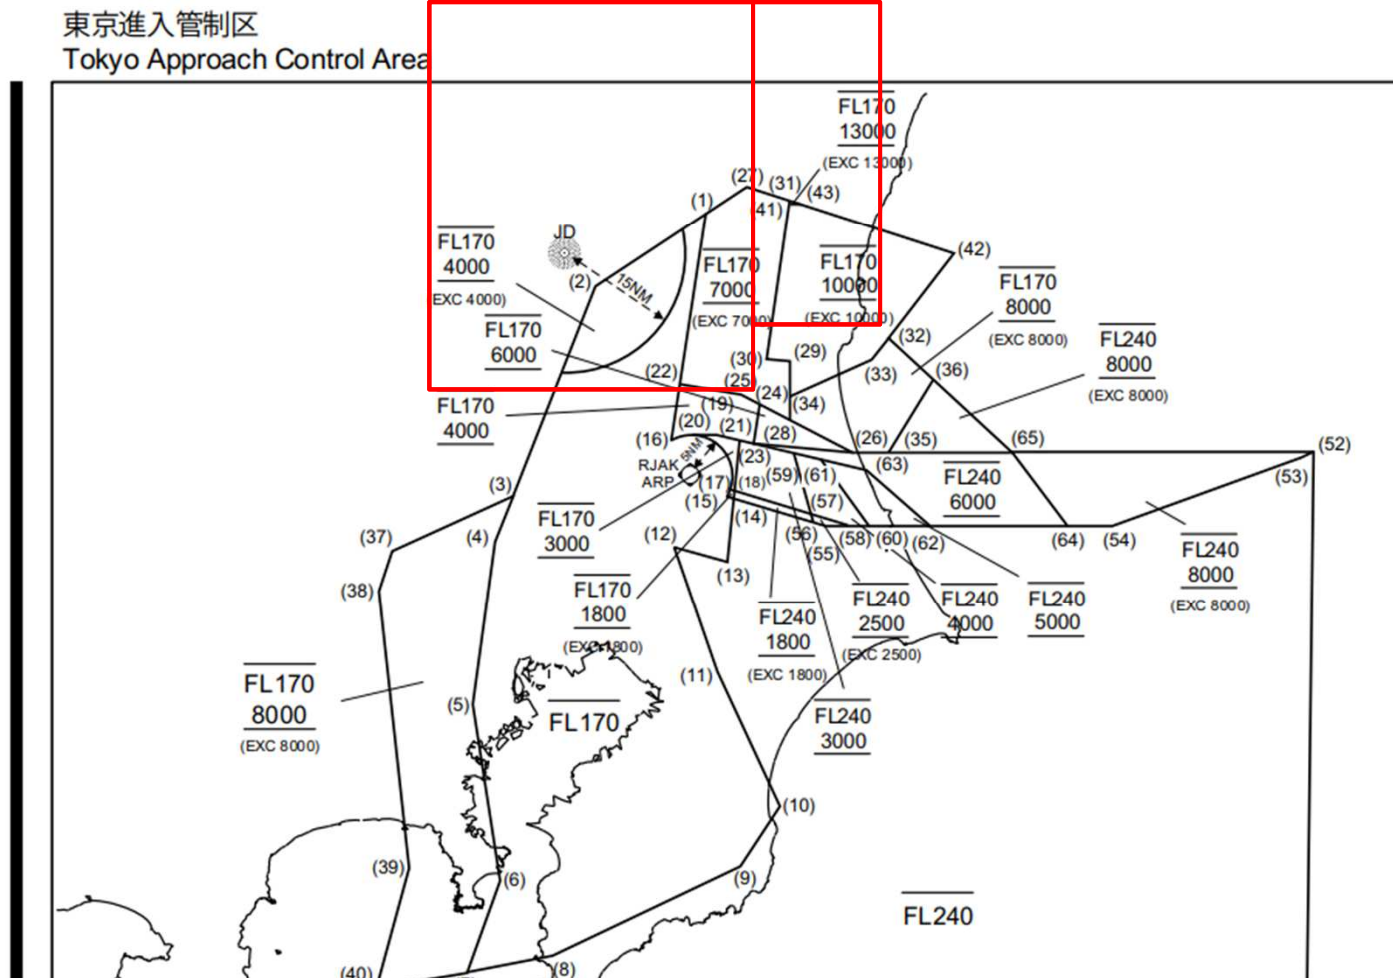 東京進入管制区
Tokyo Approach Control Area
FL170
13000
(EXC 13000)
(27)
(31)
(43)
(1)
(41)
JD
(42)
FL170
4000
(EXC 4000)
(2)
15NM
FL170
7000
(EXC 7000)
FL170
10000
(EXC 10000)
FL170
8000
(EXC 8000)
FL170
6000
(32)
FL240
8000
(EXC 8000)
(30)
(29)
(33)
(36)
(22)
(25)
(24)
(34)
FL170
4000
(19)
(20)
(21)
(28)
(26)
(35)
(65)
(52)
(16)
5NM
RJAK
ARP
(23)
(63)
(53)
(17)
(18)
(59)
(61)
FL240
6000
(3)
(15)
(14)
(57)
FL170
3000
(37)
(4)
(12)
(56)
(58)
(60)
(62)
(64)
(54)
(55)
FL240
8000
(EXC 8000)
(13)
(38)
FL170
1800
(EXC 1800)
FL240
1800
(EXC 1800)
FL240
2500
(EXC 2500)
FL240
4000
FL240
5000
(11)
FL170
8000
(EXC 8000)
(5)
FL170
FL240
3000
(10)
(39)
(6)
(9)
FL240
(40)
(8)